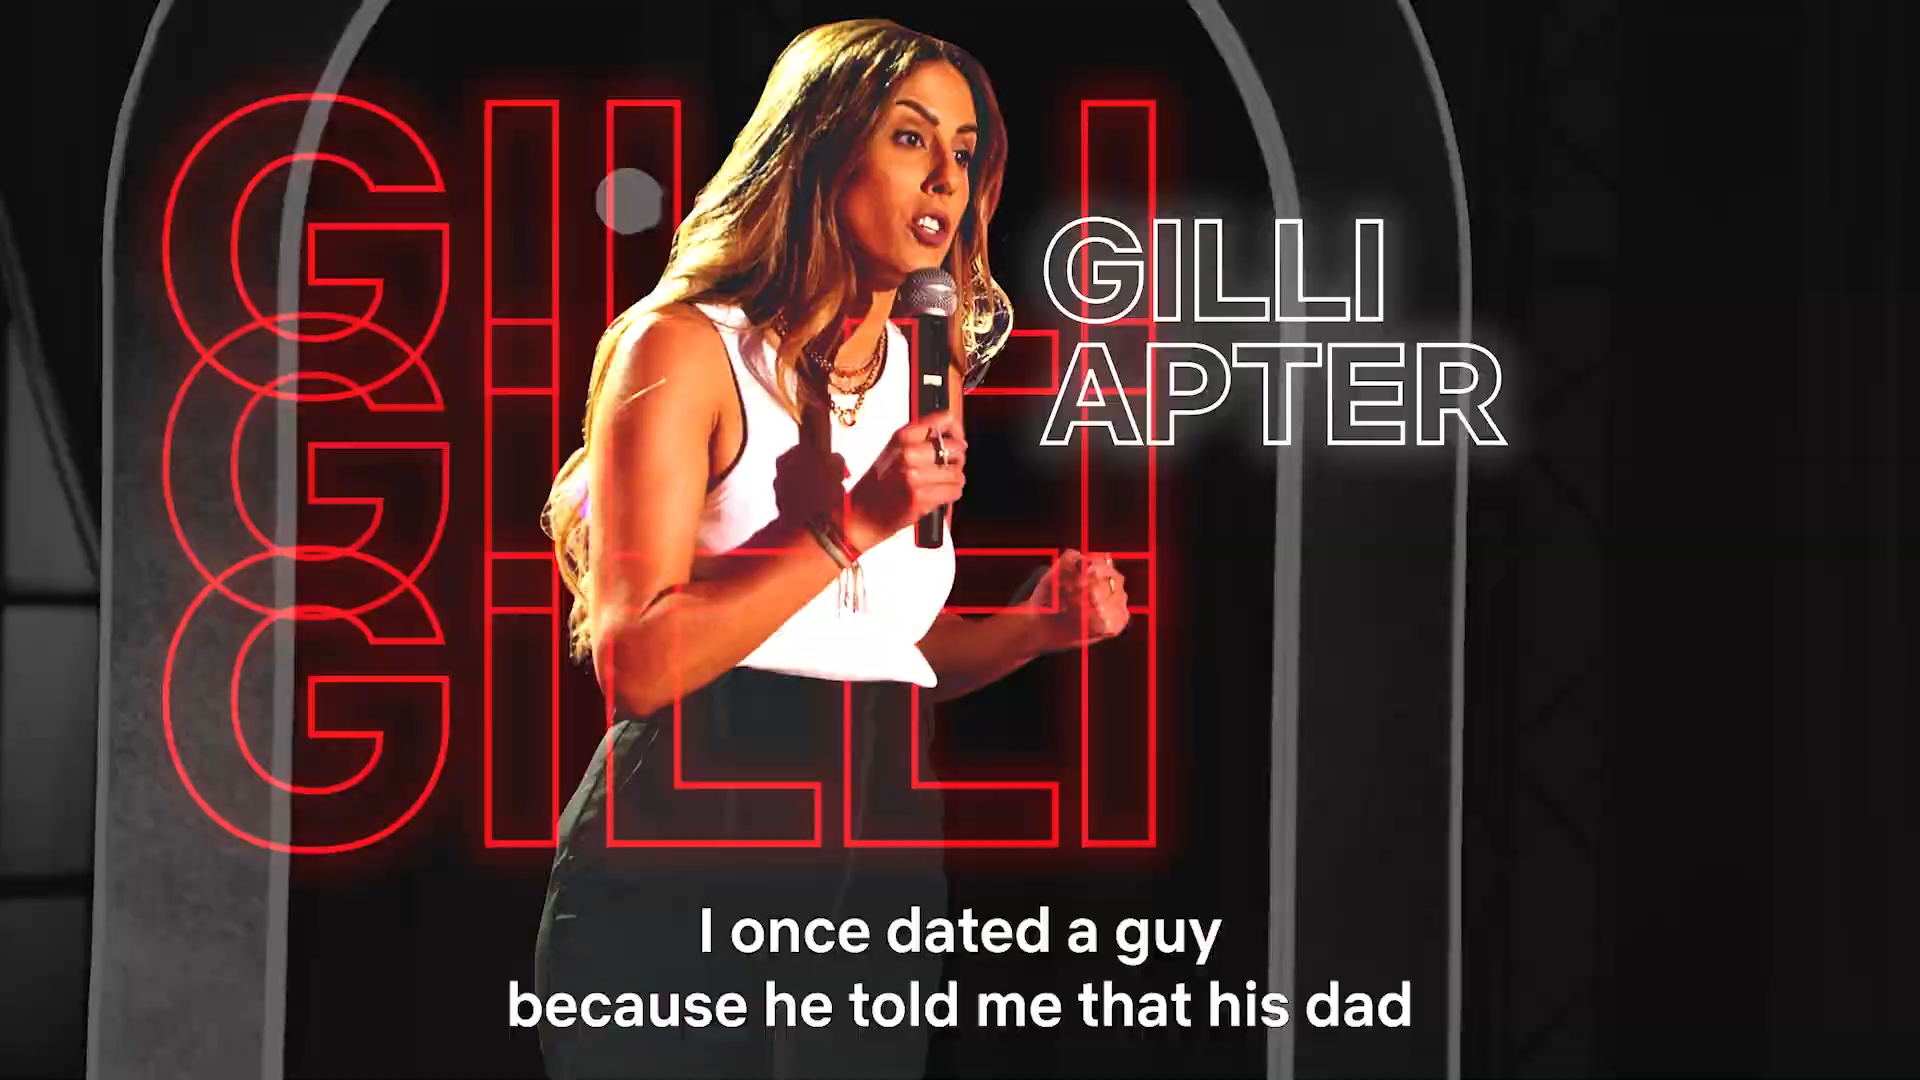 GILLI
GILLI
GILLI
GILLI
APTER
I once dated a guy
because he told me that his dad